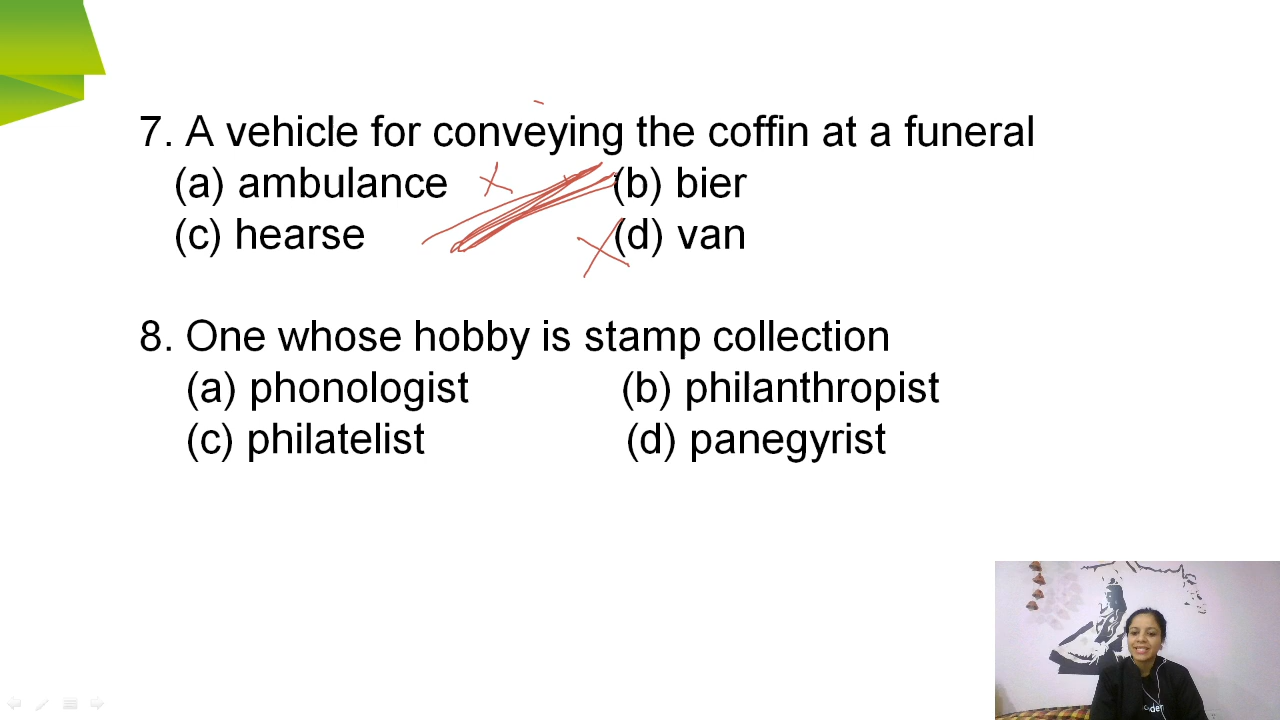 7. A vehicle for conveying the coffin at a funeral
(a) ambulance (b) bier
(c) hearse (d) van
8. One whose hobby is stamp collection
(a) phonologist (b) philanthropist
(c) philatelist (d) panegyrist